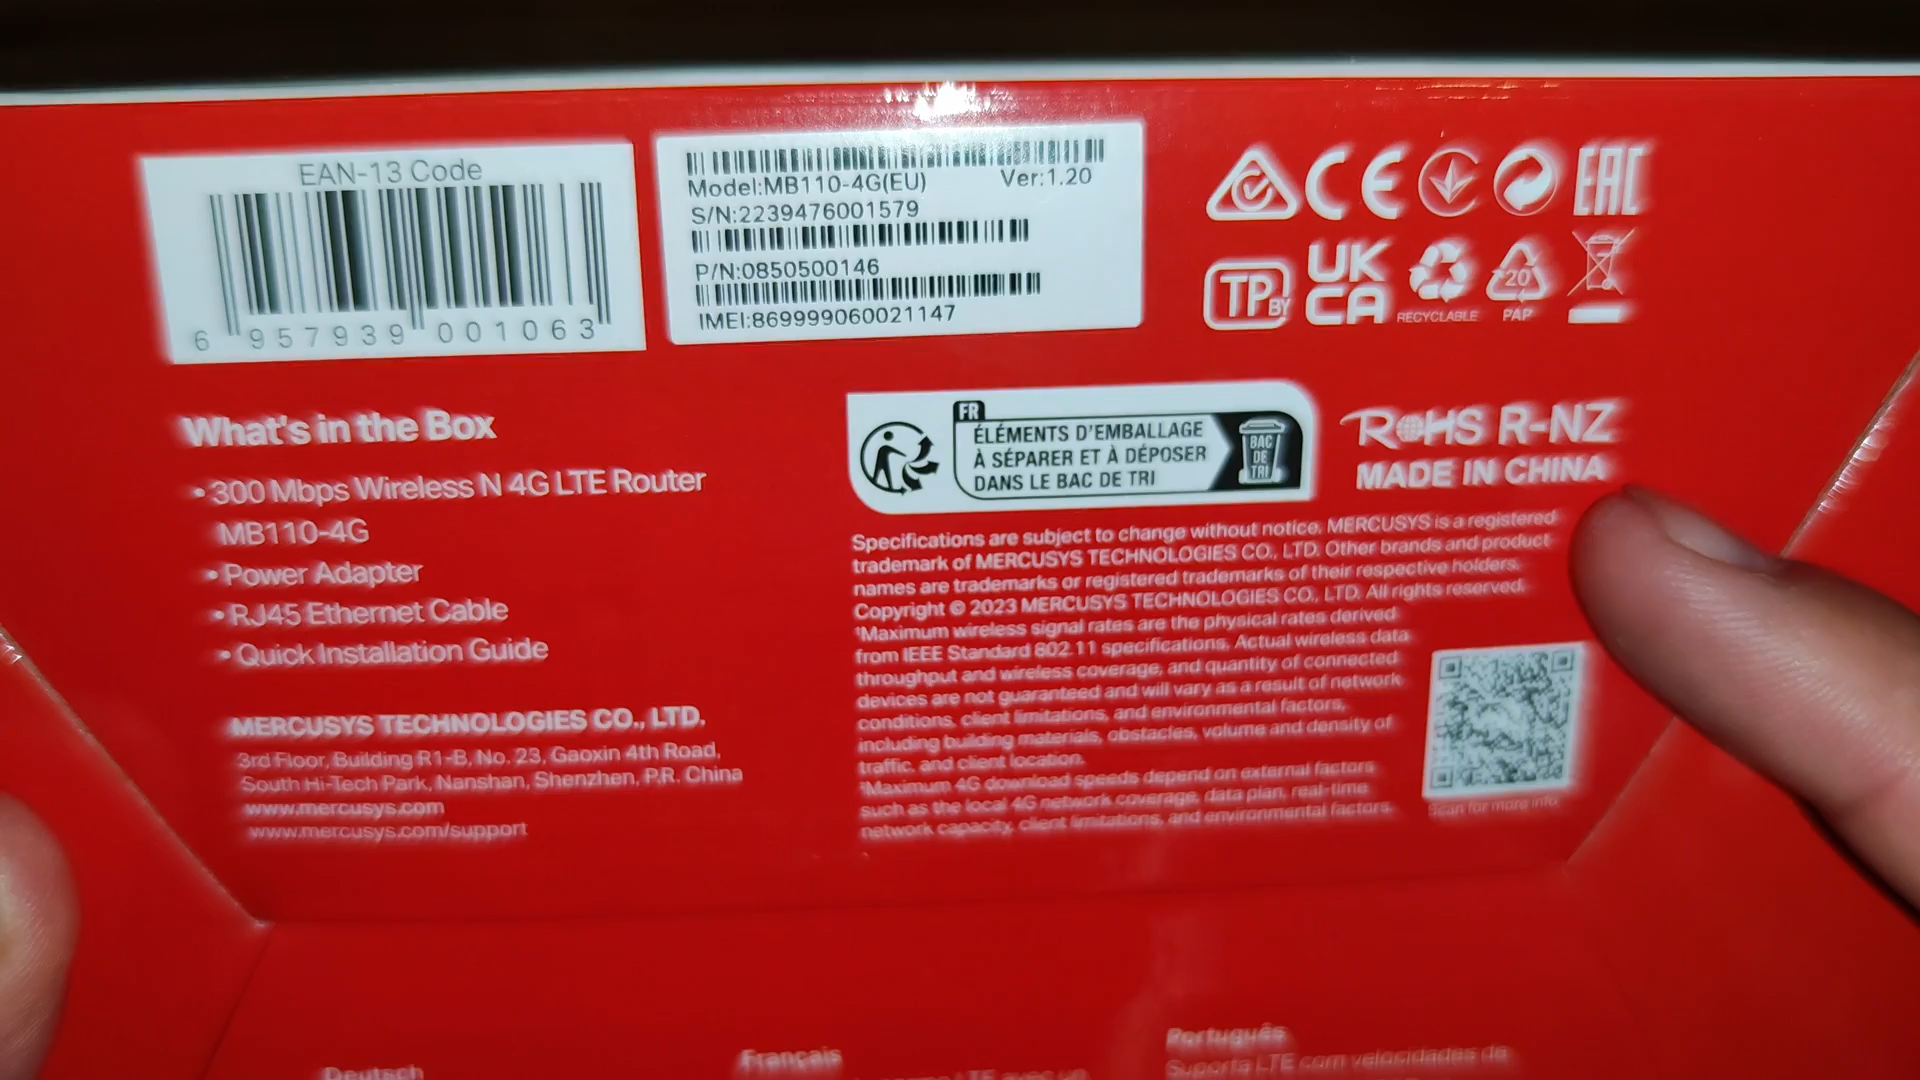 EAN-13 Code
6 957939 001063
Model:MB110-4G(EU) Ver:1.20
S/N:2239476001579
P/N:0850500146
IMEI:869999060021147
CE
EAC
TP BY
UK
CA
RECYCLABLE
20
PAP
What's in the Box
• 300 Mbps Wireless N 4G LTE Router
MB110-4G
• Power Adapter
• RJ45 Ethernet Cable
• Quick Installation Guide
MERCUSYS TECHNOLOGIES CO., LTD.
3rd Floor, Building R1-B, No. 23, Gaoxin 4th Road,
South Hi-Tech Park, Nanshan, Shenzhen, P.R. China
www.mercusys.com
www.mercusys.com/support
FR
ÉLÉMENTS D'EMBALLAGE
À SÉPARER ET À DÉPOSER
DANS LE BAC DE TRI
BAC
DE
TRI
RoHS R-NZ
MADE IN CHINA
Specifications are subject to change without notice. MERCUSYS is a registered
trademark of MERCUSYS TECHNOLOGIES CO., LTD. Other brands and product
names are trademarks or registered trademarks of their respective holders.
Copyright © 2023 MERCUSYS TECHNOLOGIES CO., LTD. All rights reserved.
¹Maximum wireless signal rates are the physical rates derived
from IEEE Standard 802.11 specifications. Actual wireless data
throughput and wireless coverage, and quantity of connected
devices are not guaranteed and will vary as a result of network
conditions, client limitations, and environmental factors,
including building materials, obstacles, volume and density of
traffic, and client location.
²Maximum 4G download speeds depend on external factors
such as the local 4G network coverage, data plan, real-time
network capacity, client limitations, and environmental factors.
Scan for more info
Deutsch
Français
Português
Suporta LTE com velocidades de